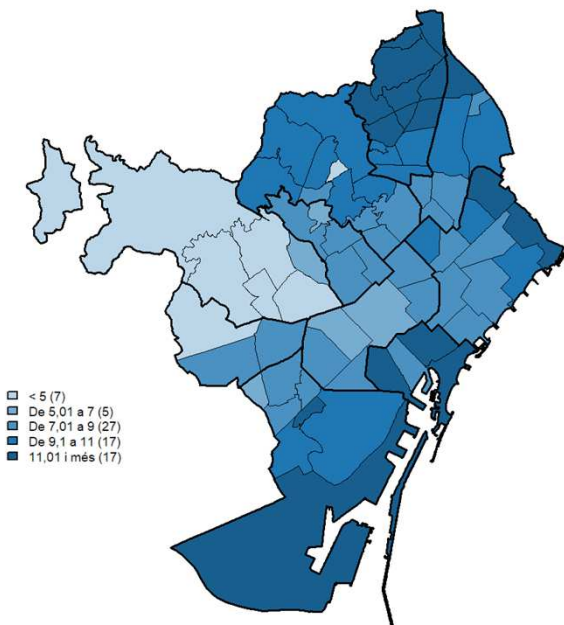 < 5 (7)
De 5,01 a 7 (5)
De 7,01 a 9 (27)
De 9,1 a 11 (17)
11,01 i més (17)